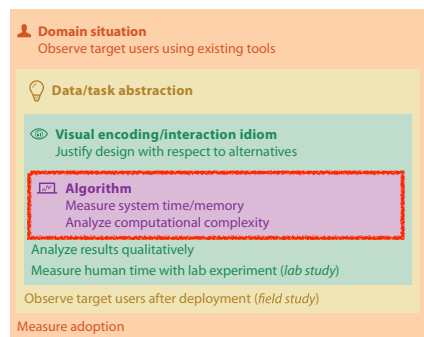 Domain situation
Observe target users using existing tools
Data/task abstraction
Visual encoding/interaction idiom
Justify design with respect to alternatives
Algorithm
Measure system time/memory
Analyze computational complexity
Analyze results qualitatively
Measure human time with lab experiment (lab study)
Observe target users after deployment (field study)
Measure adoption